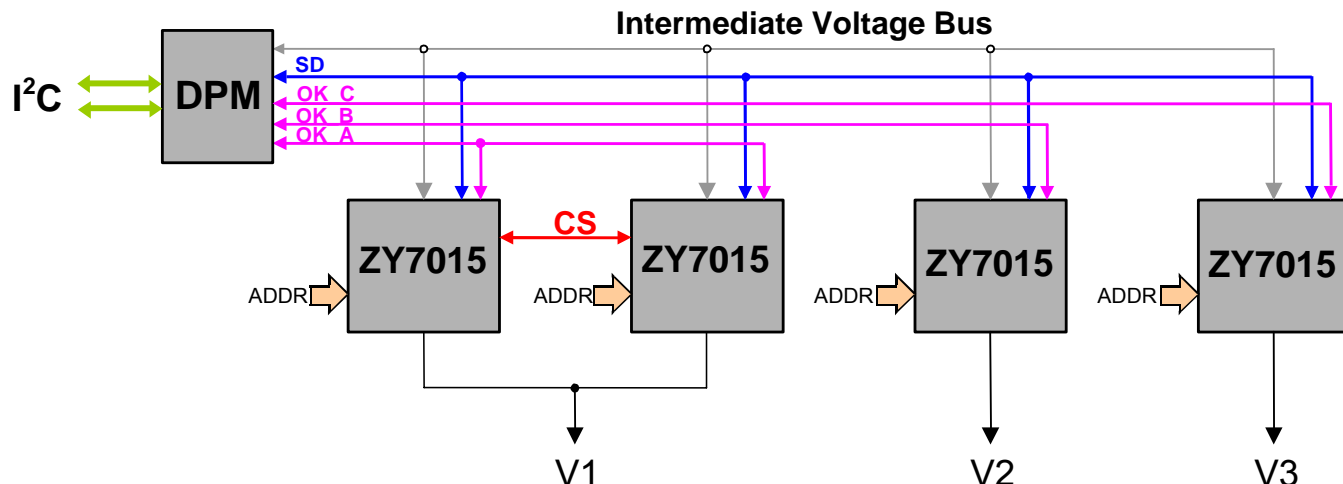 Intermediate Voltage Bus
I²C
DPM
SD
OK_C
OK_B
OK_A
ZY7015
CS
ZY7015
ZY7015
ZY7015
ADDR
ADDR
ADDR
ADDR
V1
V2
V3